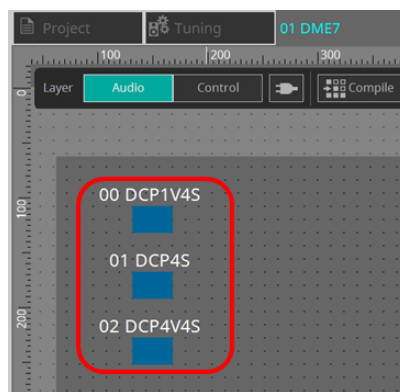 Project Tuning 01 DME7
100 200 300
0 Layer Audio Control Compile
00 DCP1V4S
100
01 DCP4S
200
02 DCP4V4S